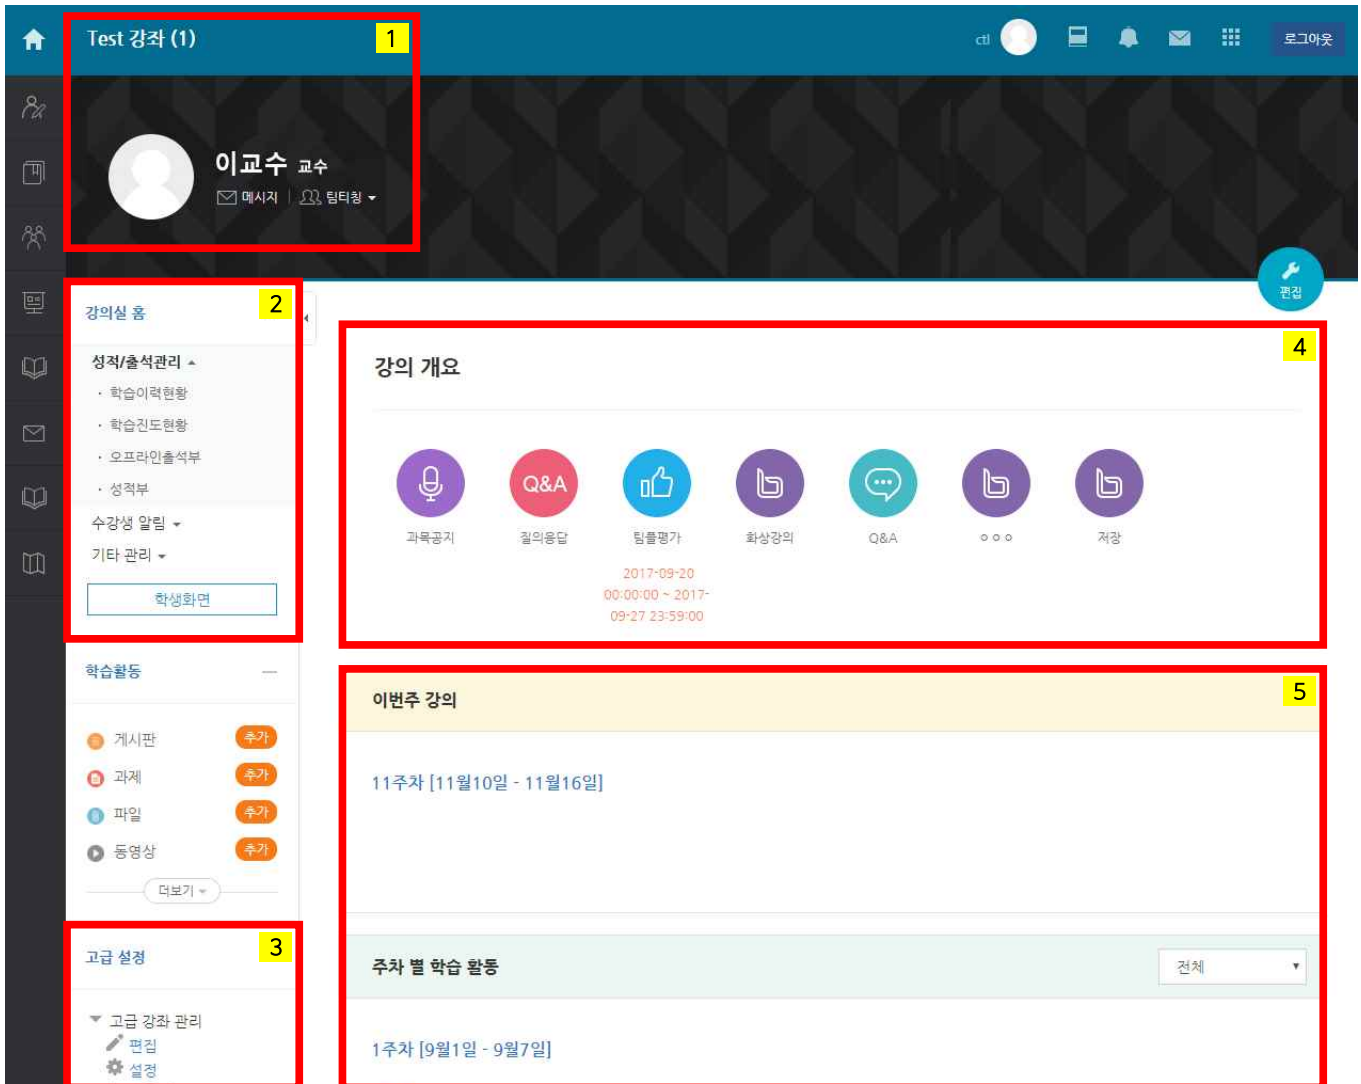 Test 강좌 (1)
1
ctl
로그아웃
이교수 교수
메시지 | 팀티칭
편집
강의실 홈
2
성적/출석관리
· 학습이력현황
· 학습진도현황
· 오프라인출석부
· 성적부
수강생 알림
기타 관리
학생화면
학습활동
게시판 추가
과제 추가
파일 추가
동영상 추가
더보기
고급 설정
3
고급 강좌 관리
편집
설정
강의 개요
4
Q&A
과목공지 질의응답 팀플평가 화상강의 Q&A ㅇㅇㅇ 저장
2017-09-20
00:00:00 ~ 2017-
09-27 23:59:00
이번주 강의
5
11주차 [11월10일 - 11월16일]
주차 별 학습 활동
전체
1주차 [9월1일 - 9월7일]